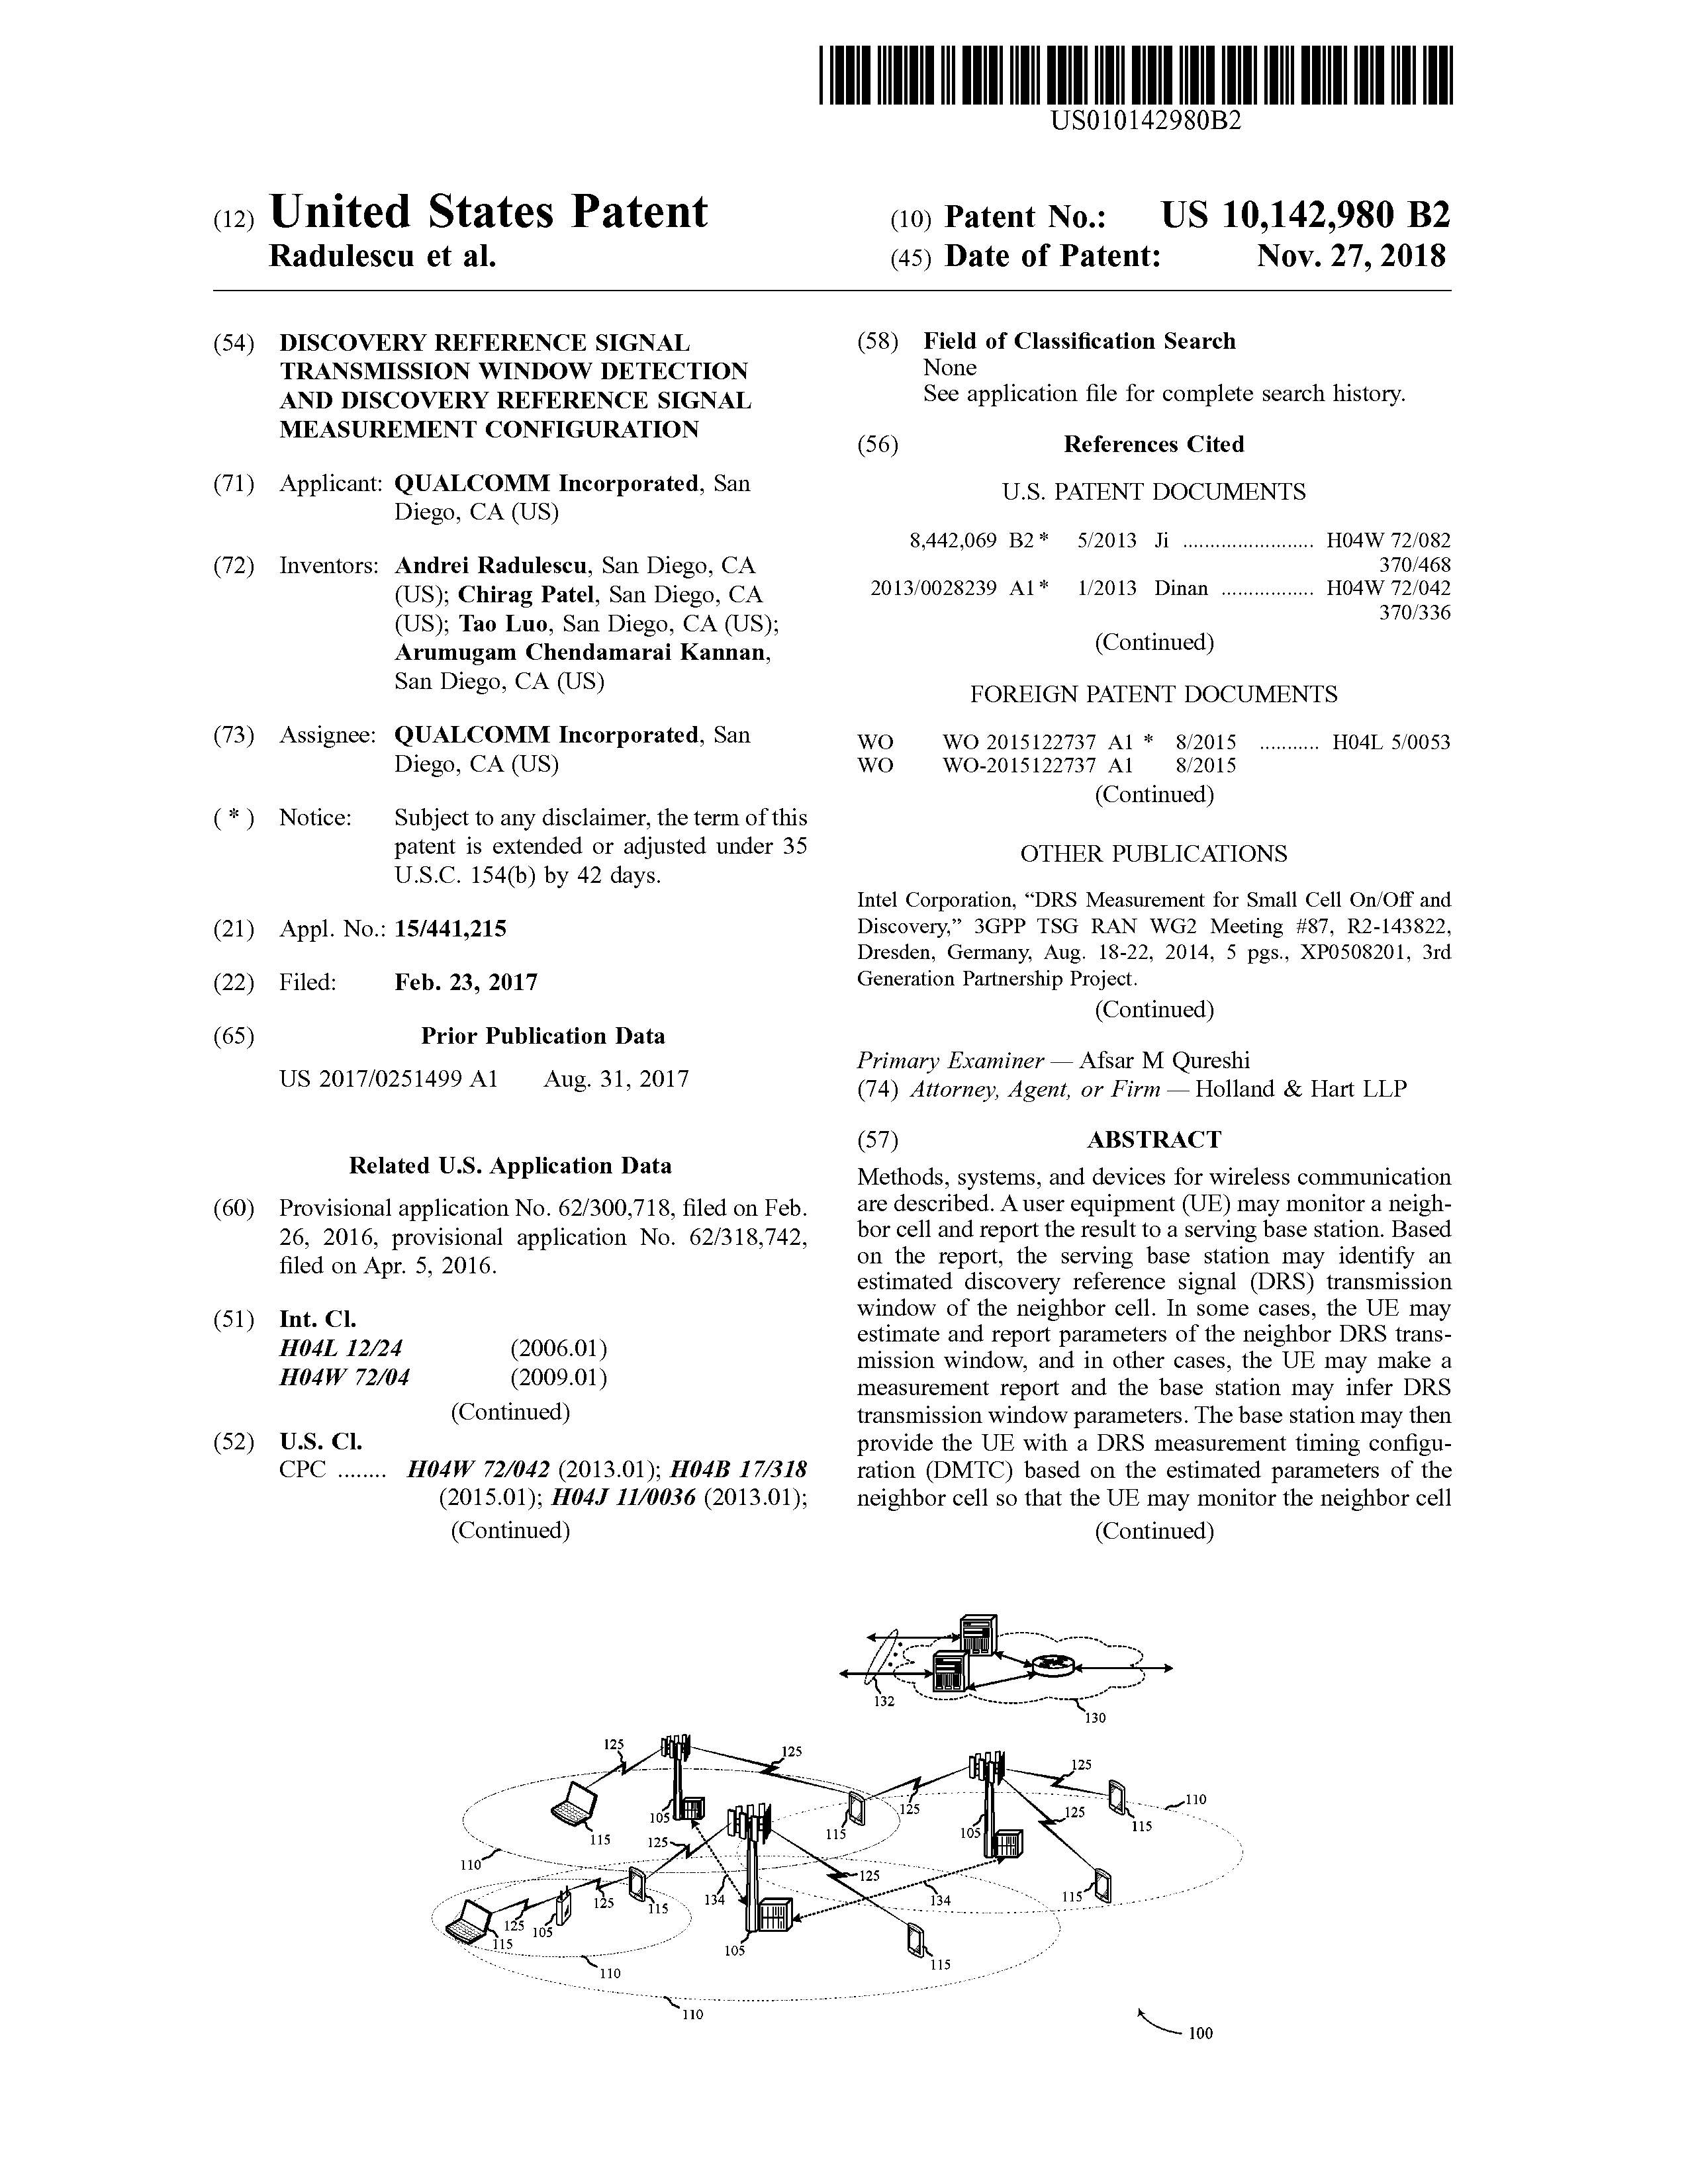 US010142980B2
(12) United States Patent
Radulescu et al.
(10) Patent No.: US 10,142,980 B2
(45) Date of Patent: Nov. 27, 2018
(54) DISCOVERY REFERENCE SIGNAL
TRANSMISSION WINDOW DETECTION
AND DISCOVERY REFERENCE SIGNAL
MEASUREMENT CONFIGURATION
(71) Applicant: QUALCOMM Incorporated, San
Diego, CA (US)
(72) Inventors: Andrei Radulescu, San Diego, CA
(US); Chirag Patel, San Diego, CA
(US); Tao Luo, San Diego, CA (US);
Arumugam Chendamarai Kannan,
San Diego, CA (US)
(73) Assignee: QUALCOMM Incorporated, San
Diego, CA (US)
( * ) Notice: Subject to any disclaimer, the term of this
patent is extended or adjusted under 35
U.S.C. 154(b) by 42 days.
(21) Appl. No.: 15/441,215
(22) Filed: Feb. 23, 2017
(65) Prior Publication Data
US 2017/0251499 A1 Aug. 31, 2017
Related U.S. Application Data
(60) Provisional application No. 62/300,718, filed on Feb.
26, 2016, provisional application No. 62/318,742,
filed on Apr. 5, 2016.
(51) Int. Cl.
H04L 12/24 (2006.01)
H04W 72/04 (2009.01)
(Continued)
(52) U.S. Cl.
CPC ........ H04W 72/042 (2013.01); H04B 17/318
(2015.01); H04J 11/0036 (2013.01);
(Continued)
(58) Field of Classification Search
None
See application file for complete search history.
(56) References Cited
U.S. PATENT DOCUMENTS
8,442,069 B2 * 5/2013 Ji ........................ H04W 72/082
370/468
2013/0028239 A1 * 1/2013 Dinan ................. H04W 72/042
370/336
(Continued)
FOREIGN PATENT DOCUMENTS
WO WO 2015122737 A1 * 8/2015 ........... H04L 5/0053
WO WO-2015122737 A1 8/2015
(Continued)
OTHER PUBLICATIONS
Intel Corporation, “DRS Measurement for Small Cell On/Off and
Discovery,” 3GPP TSG RAN WG2 Meeting #87, R2-143822,
Dresden, Germany, Aug. 18-22, 2014, 5 pgs., XP0508201, 3rd
Generation Partnership Project.
(Continued)
Primary Examiner — Afsar M Qureshi
(74) Attorney, Agent, or Firm — Holland & Hart LLP
(57) ABSTRACT
Methods, systems, and devices for wireless communication
are described. A user equipment (UE) may monitor a neigh-
bor cell and report the result to a serving base station. Based
on the report, the serving base station may identify an
estimated discovery reference signal (DRS) transmission
window of the neighbor cell. In some cases, the UE may
estimate and report parameters of the neighbor DRS trans-
mission window, and in other cases, the UE may make a
measurement report and the base station may infer DRS
transmission window parameters. The base station may then
provide the UE with a DRS measurement timing configu-
ration (DMTC) based on the estimated parameters of the
neighbor cell so that the UE may monitor the neighbor cell
(Continued)
132
130
125
125
125
125
110
105
115
125
125
105
115
115
110
125
115
125
134
134
115
125
105
125
115
105
115
110
110
100